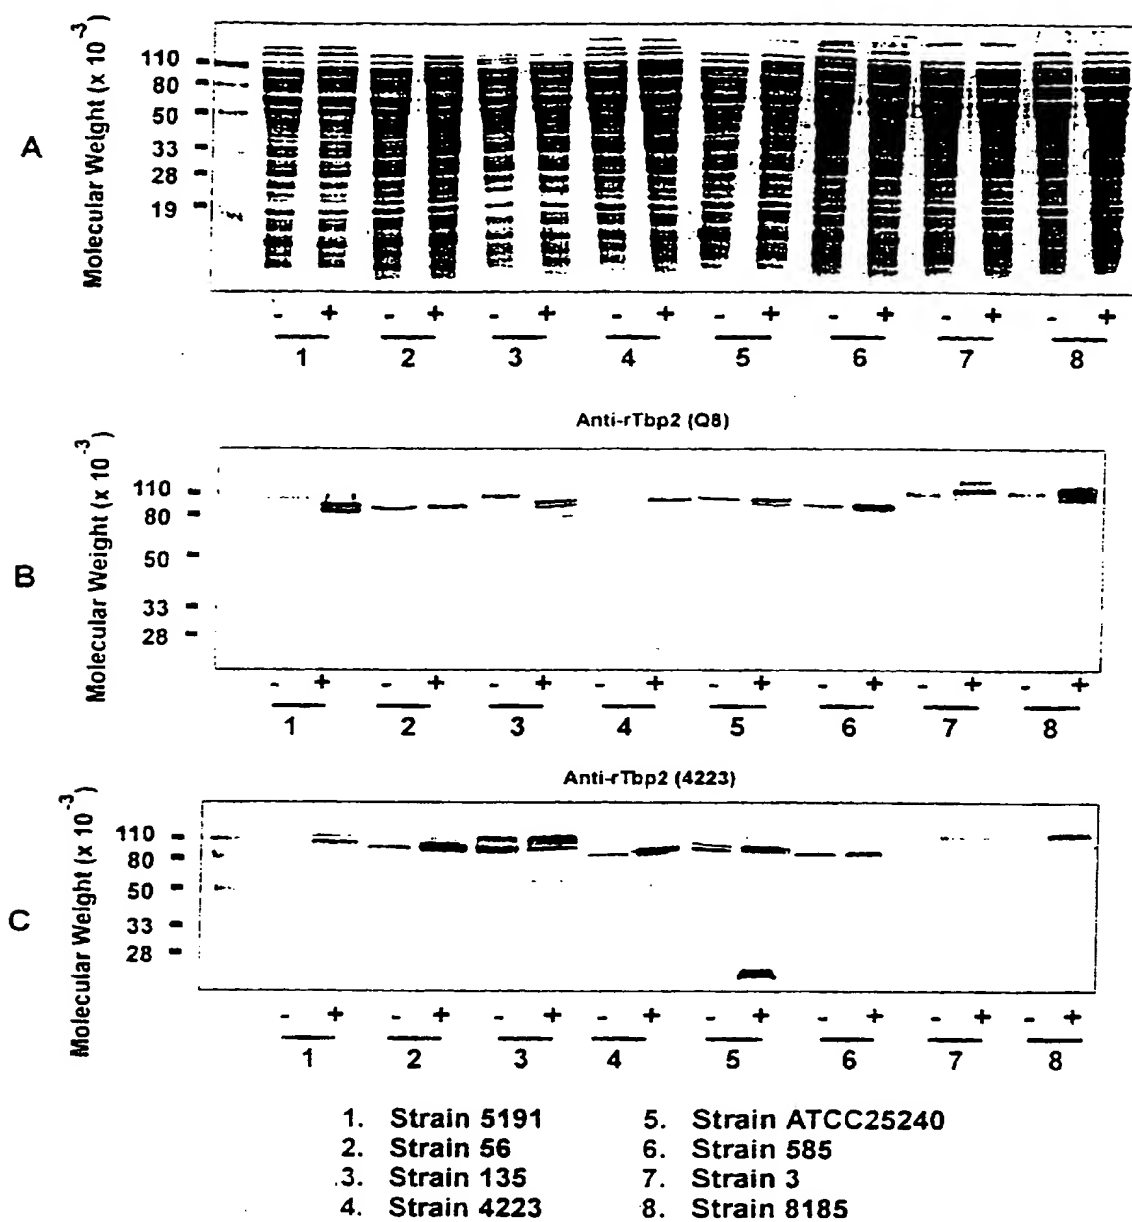 A
Molecular Weight (x 10 -3)
110
80
50
33
28
19
- + - + - + - + - + - + - + - +
1 2 3 4 5 6 7 8
Anti-rTbp2 (Q8)
B
Molecular Weight (x 10 -3)
110
80
50
33
28
- + - + - + - + - + - + - + - +
1 2 3 4 5 6 7 8
Anti-rTbp2 (4223)
C
Molecular Weight (x 10 -3)
110
80
50
33
28
- + - + - + - + - + - + - + - +
1 2 3 4 5 6 7 8
1. Strain 5191
2. Strain 56
3. Strain 135
4. Strain 4223
5. Strain ATCC25240
6. Strain 585
7. Strain 3
8. Strain 8185